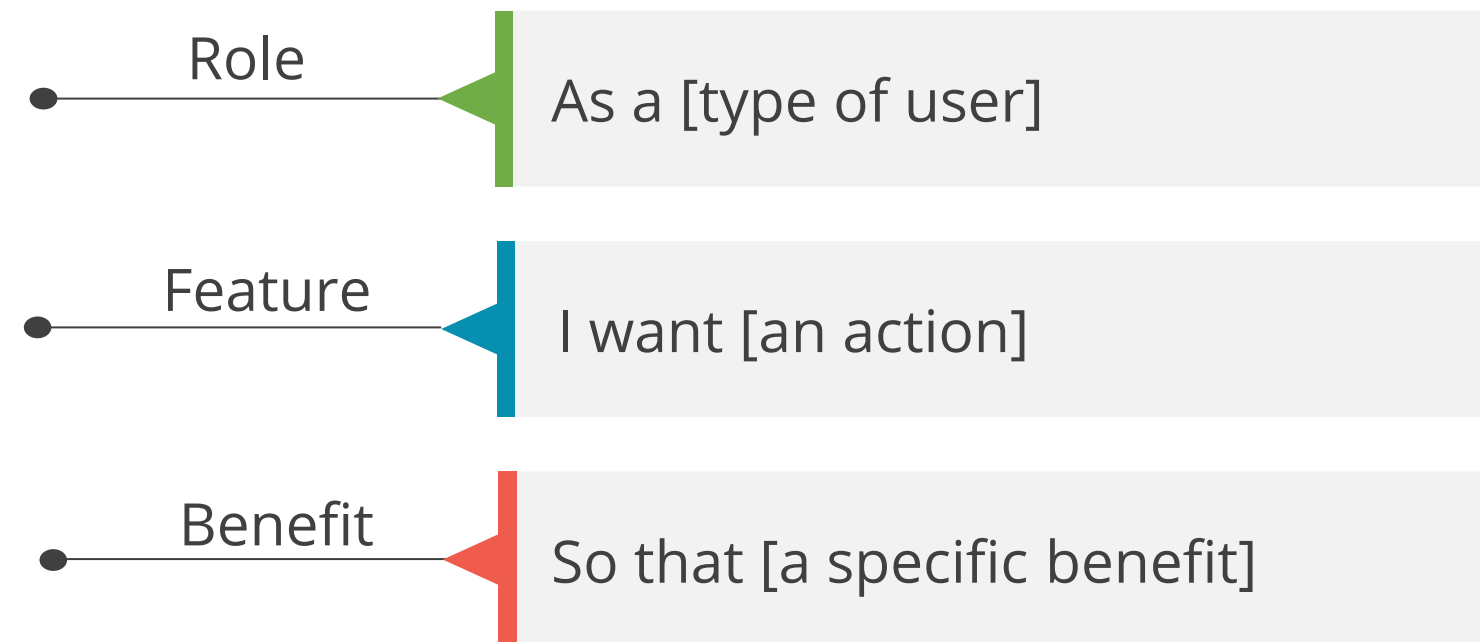 Role
As a [type of user]
Feature
I want [an action]
Benefit
So that [a specific benefit]